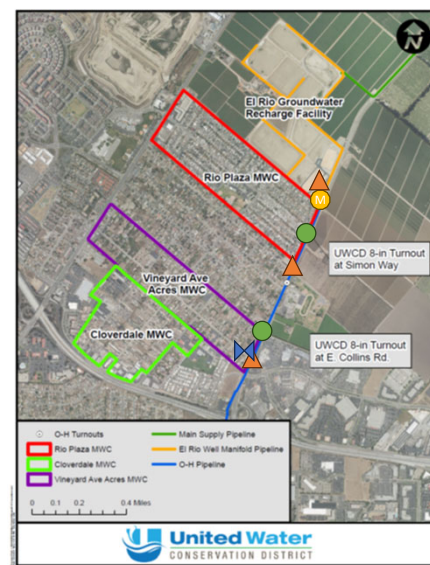 N
El Rio Groundwater
Recharge Facility
Rio Plaza MWC
M
UWCD 8-in Turnout
at Simon Way
Vineyard Ave
Acres MWC
Cloverdale MWC
UWCD 8-in Turnout
at E. Collins Rd.
O-H Turnouts
Rio Plaza MWC
Cloverdale MWC
Vineyard Ave Acres MWC
Main Supply Pipeline
El Rio Well Manifold Pipeline
O-H Pipeline
0 0.1 0.2 0.4 Miles
United Water
CONSERVATION DISTRICT